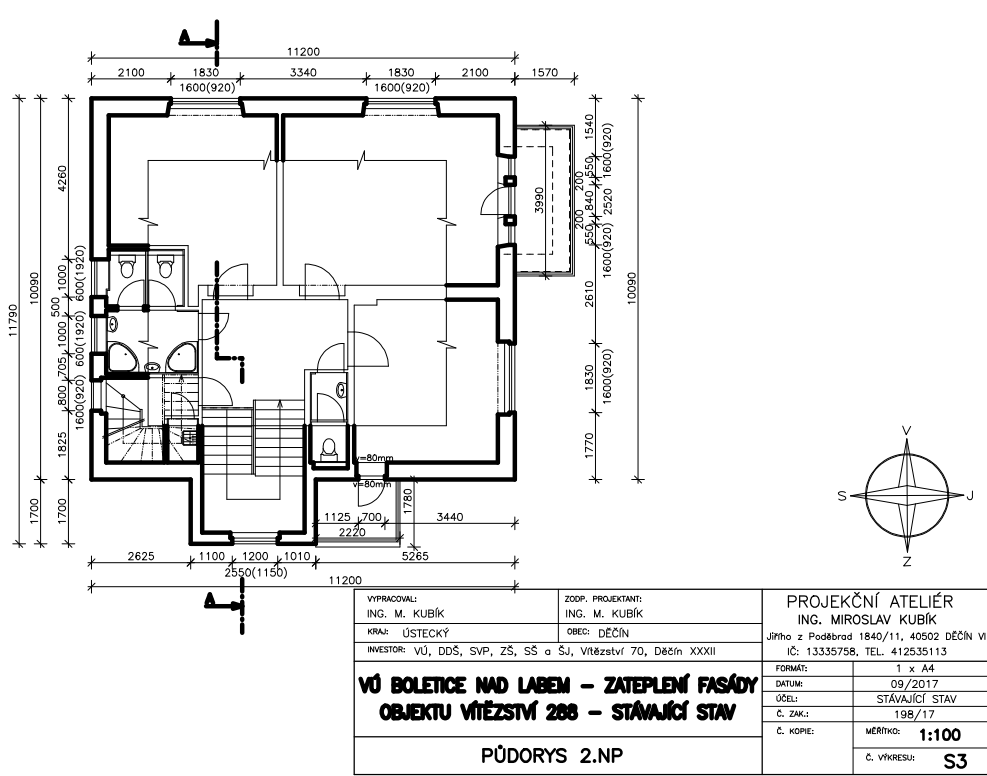 A
11200
2100
1830
3340
1830
2100
1570
1600(920)
1600(920)
11790
10090
1700
4260
1000
500
1000
705
800
1825
1700
600(1920)
600(1920)
1600(920)
3990
1540
550
200
840
200
550
2610
1830
1770
1600(920)
2520
1600(920)
1600(920)
10090
v=80mm
v=80mm
1780
1125
700
3440
2220
2625
1100
1200
1010
5265
2550(1150)
11200
A
V
S
J
Z
VYPRACOVAL:
ING. M. KUBÍK
ZODP. PROJEKTANT:
ING. M. KUBÍK
KRAJ: ÚSTECKÝ
OBEC: DĚČÍN
INVESTOR: VÚ, DDŠ, SVP, ZŠ, SŠ a ŠJ, Vítězství 70, Děčín XXXII
VÚ BOLETICE NAD LABEM – ZATEPLENÍ FASÁDY
OBJEKTU VÍTĚZSTVÍ 268 – STÁVAJÍCÍ STAV
PŮDORYS 2.NP
PROJEKČNÍ ATELIÉR
ING. MIROSLAV KUBÍK
Jiřího z Poděbrad 1840/11, 40502 DĚČÍN VI
IČ: 13335758, TEL. 412535113
FORMÁT: 1 x A4
DATUM: 09/2017
ÚČEL: STÁVAJÍCÍ STAV
Č. ZAK.: 198/17
Č. KOPIE:
MĚŘÍTKO: 1:100
Č. VÝKRESU: S3